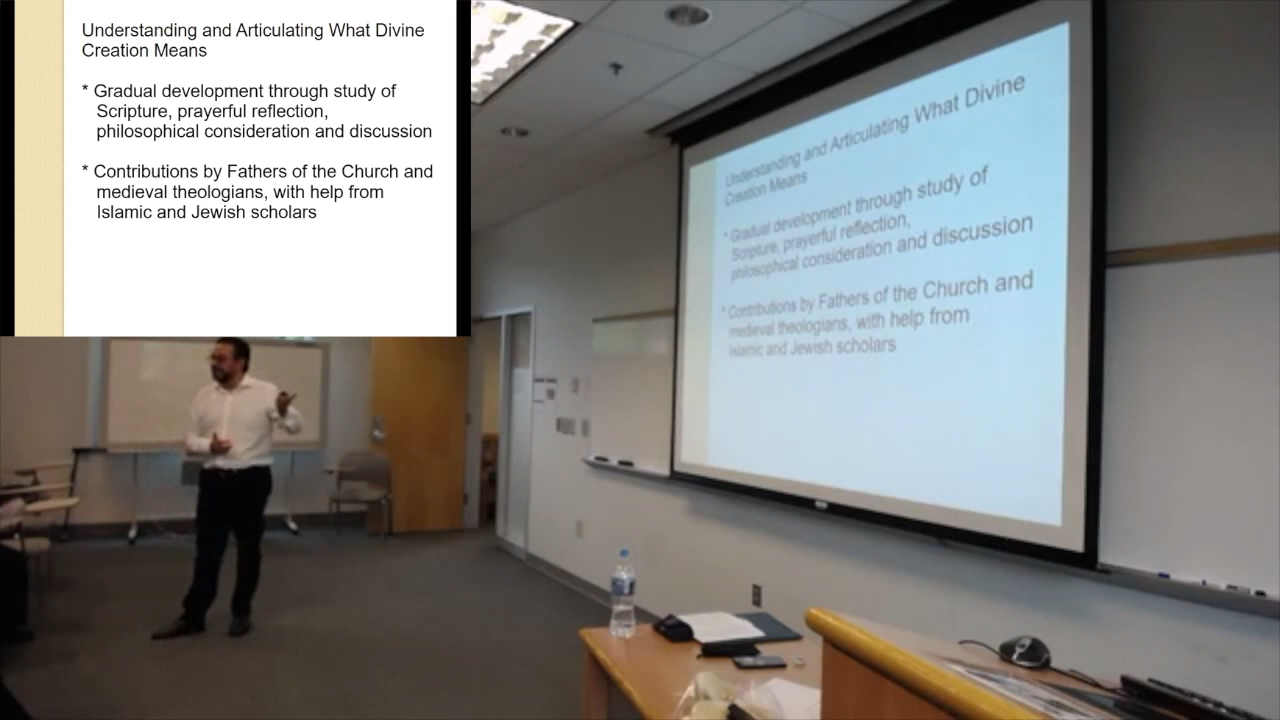 Understanding and Articulating What Divine
Creation Means
* Gradual development through study of
Scripture, prayerful reflection,
philosophical consideration and discussion
* Contributions by Fathers of the Church and
medieval theologians, with help from
Islamic and Jewish scholars
Understanding and Articulating What Divine
Creation Means
* Gradual development through study of
Scripture, prayerful reflection,
philosophical consideration and discussion
* Contributions by Fathers of the Church and
medieval theologians, with help from
Islamic and Jewish scholars